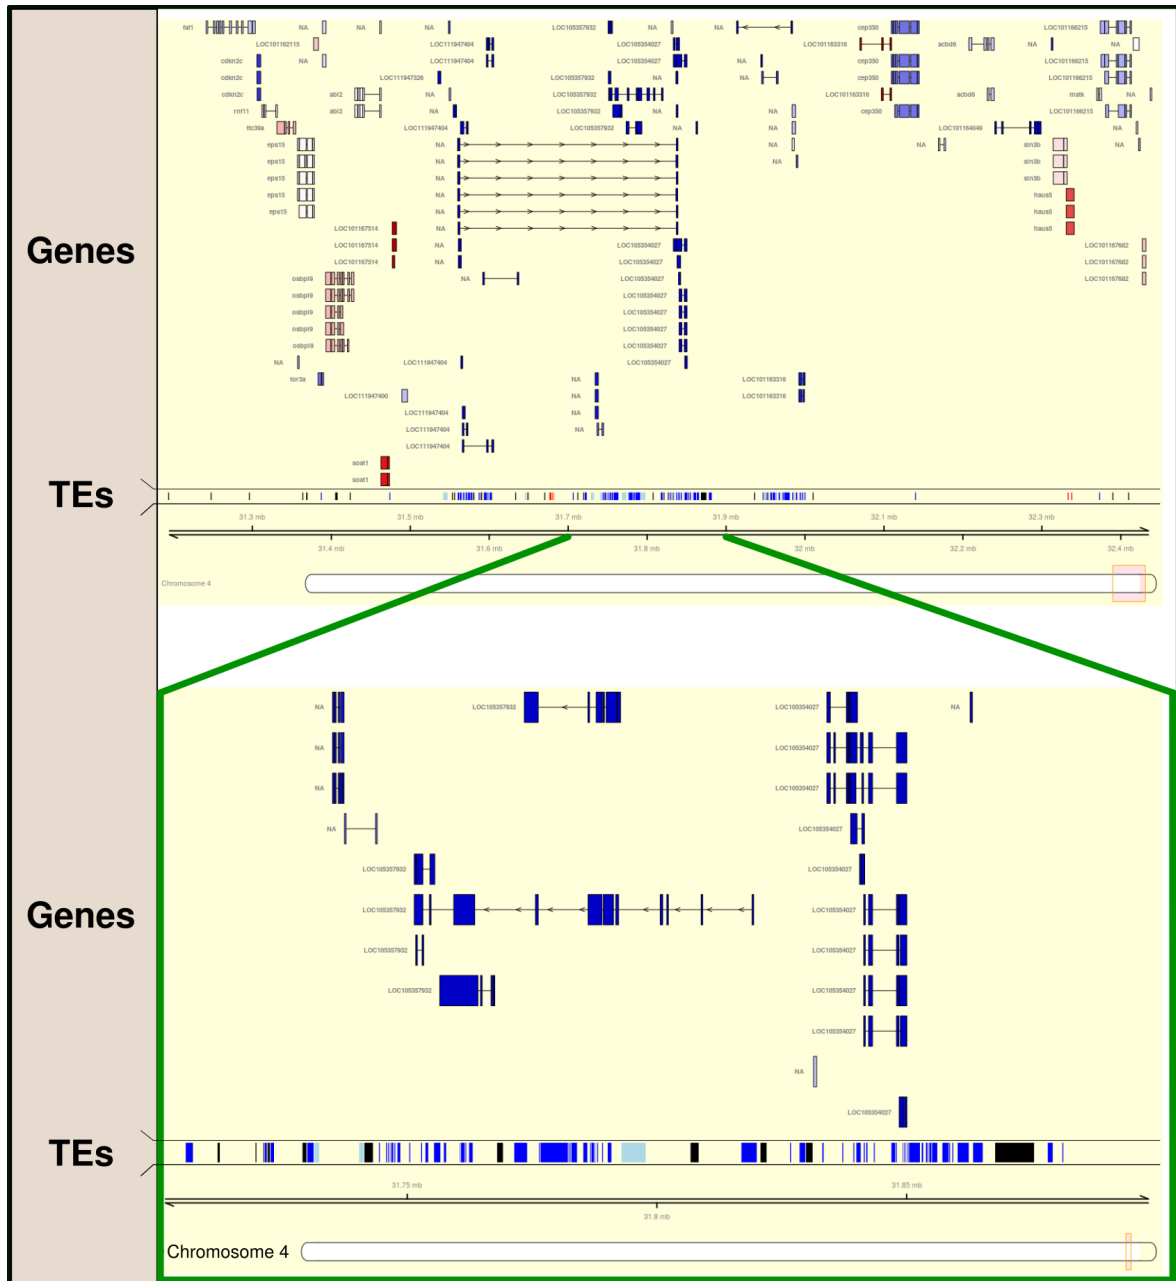 faf1 NA NA NA LOC105357932 NA NA cep350 LOC101166215
LOC101162115 LOC111947404 LOC105354027 LOC101163316 acbd6 NA NA
cdkn2c NA LOC111947404 LOC105354027 NA cep350 LOC101166215
cdkn2c LOC111947326 LOC105357932 NA NA cep350 LOC101166215
cdkn2c abl2 NA LOC105357932 LOC101163316 acbd6 matk NA
rnf11 abl2 NA LOC105357932 NA NA cep350 LOC101166215
ttc39a LOC111947404 LOC105357932 NA NA LOC101164049 NA
eps15 NA NA NA sin3b NA
eps15 NA NA sin3b
eps15 NA sin3b
eps15 NA haus5
eps15 NA haus5
LOC101167514 NA haus5
Genes
LOC101167514 NA LOC105354027 LOC101167682
LOC101167514 NA LOC105354027 LOC101167682
osbpl9 NA LOC105354027 LOC101167682
osbpl9 LOC105354027
osbpl9 LOC105354027
osbpl9 LOC105354027
osbpl9 LOC105354027
NA LOC111947404 LOC105354027
tor3a NA LOC101163316
LOC111947400 NA LOC101163316
LOC111947404 NA
LOC111947404 NA
LOC111947404
soat1
soat1
TEs
31.3 mb 31.5 mb 31.7 mb 31.9 mb 32.1 mb 32.3 mb
31.4 mb 31.6 mb 31.8 mb 32 mb 32.2 mb 32.4 mb
Chromosome 4
NA LOC105357932 LOC105354027 NA
NA LOC105354027
NA LOC105354027
NA LOC105354027
LOC105357932 LOC105354027
Genes
LOC105357932 LOC105354027
LOC105357932 LOC105354027
LOC105357932 LOC105354027
LOC105354027
NA
LOC105354027
TEs
31.75 mb 31.85 mb
31.8 mb
Chromosome 4